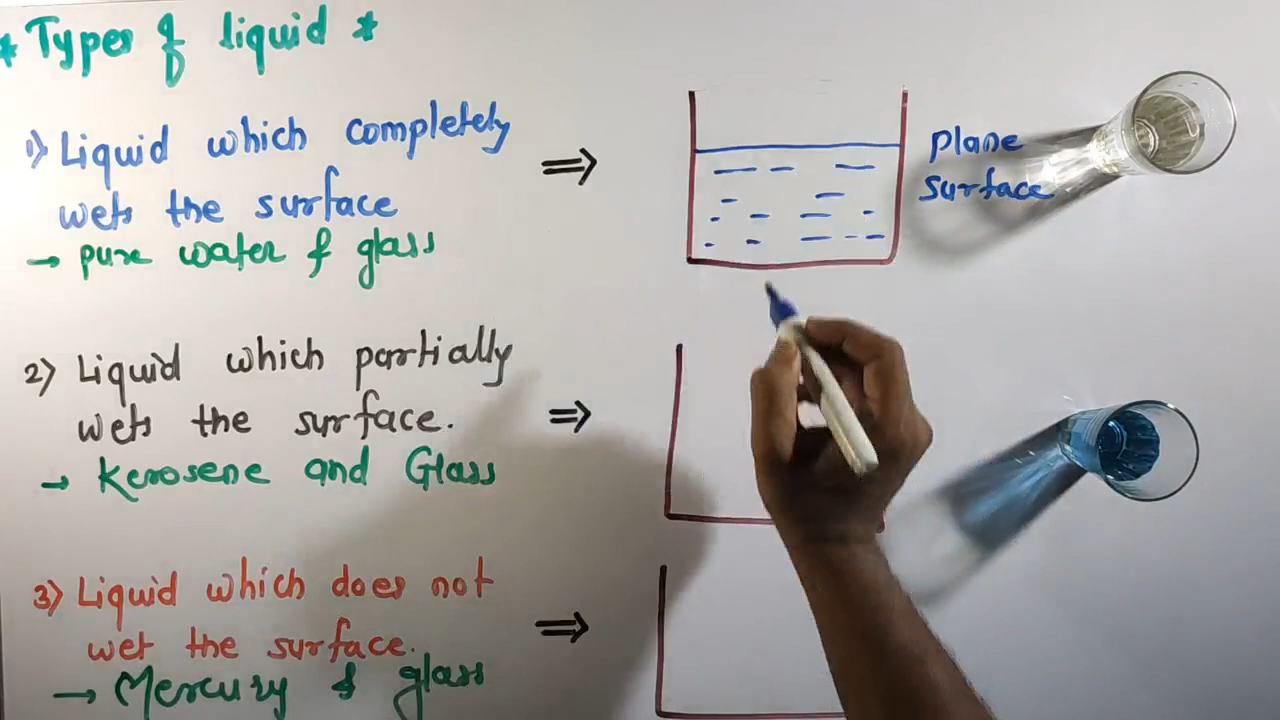 * Types of liquid *
1) Liquid which completely
wets the surface
→ pure water & glass
2) Liquid which partially
wets the surface.
→ Kerosene and Glass
3) Liquid which does not
wet the surface.
→ Mercury & glass
⇒
Plane
surface
⇒
⇒